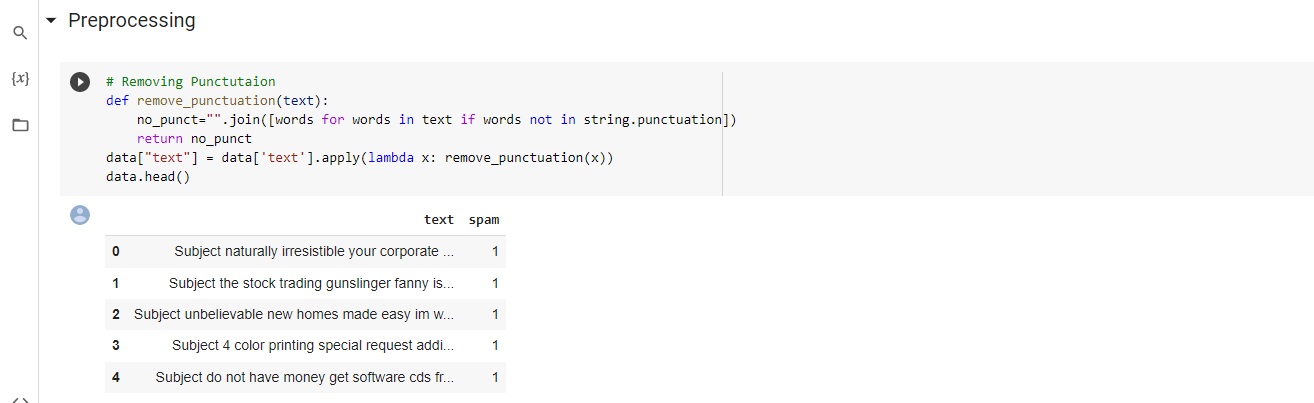 Preprocessing
{x}
# Removing Punctutaion
def remove_punctuation(text):
    no_punct="".join([words for words in text if words not in string.punctuation])
    return no_punct
data["text"] = data['text'].apply(lambda x: remove_punctuation(x))
data.head()
text spam
0 Subject naturally irresistible your corporate ... 1
1 Subject the stock trading gunslinger fanny is... 1
2 Subject unbelievable new homes made easy im w... 1
3 Subject 4 color printing special request addi... 1
4 Subject do not have money get software cds fr... 1